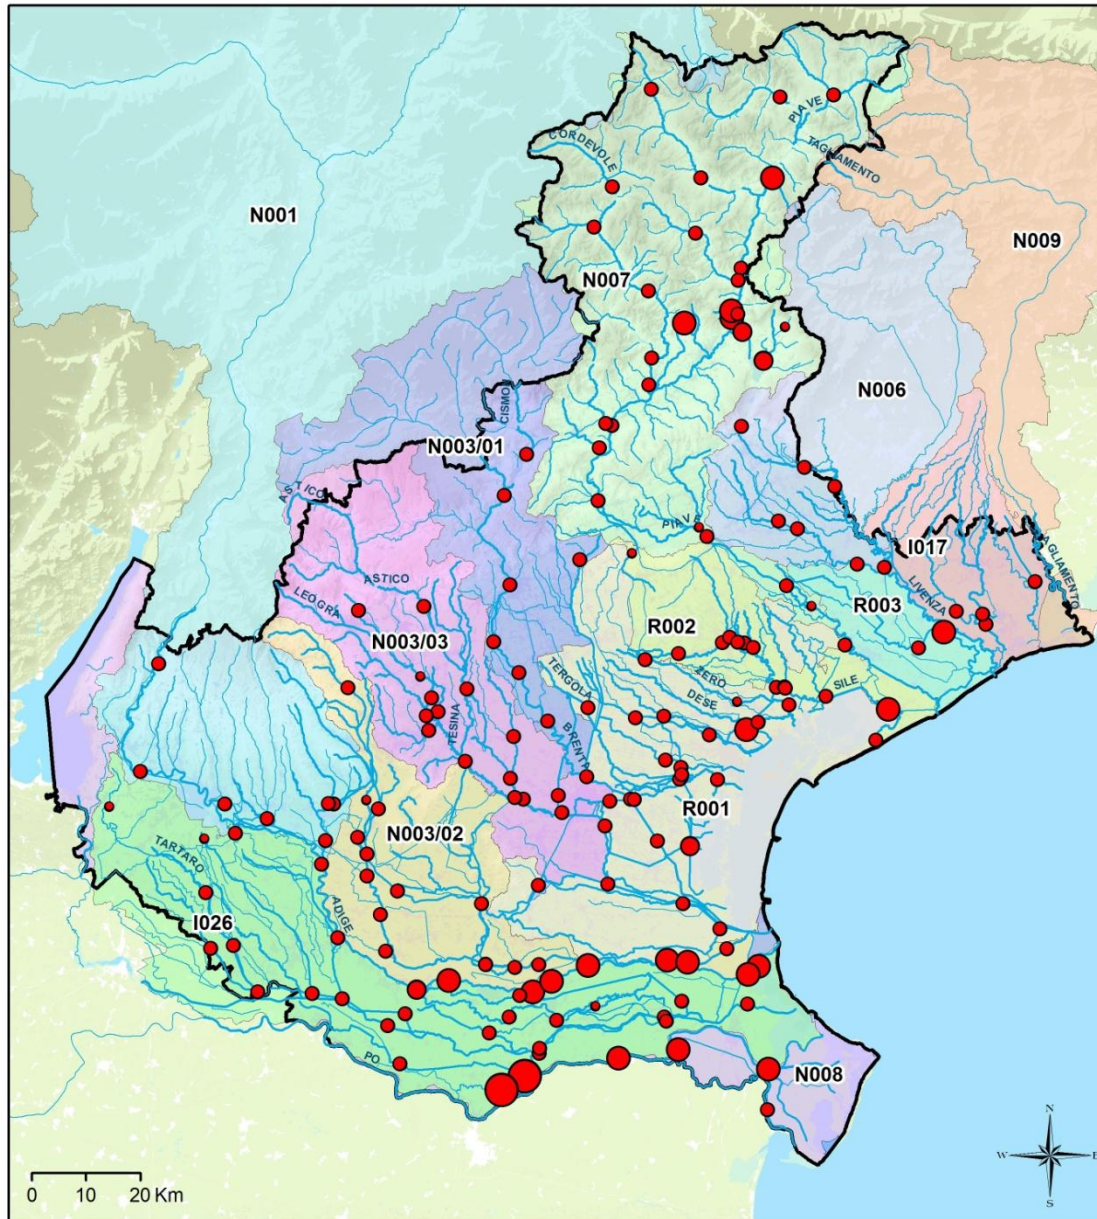 PIAVE
CORDEVOLE
TAGLIAMENTO
N001
N009
N007
N006
CISMON
N003/01
ASTICO
PIAVE
I017
TAGLIAMENTO
ASTICO
LEOGRA
LIVENZA
R003
N003/03
R002
TERGOLA
ZERO
DESE
SILE
TESINA
BRENTA
R001
N003/02
TARTARO
ADIGE
I026
PO
N008
N
W
E
S
0 10 20 Km